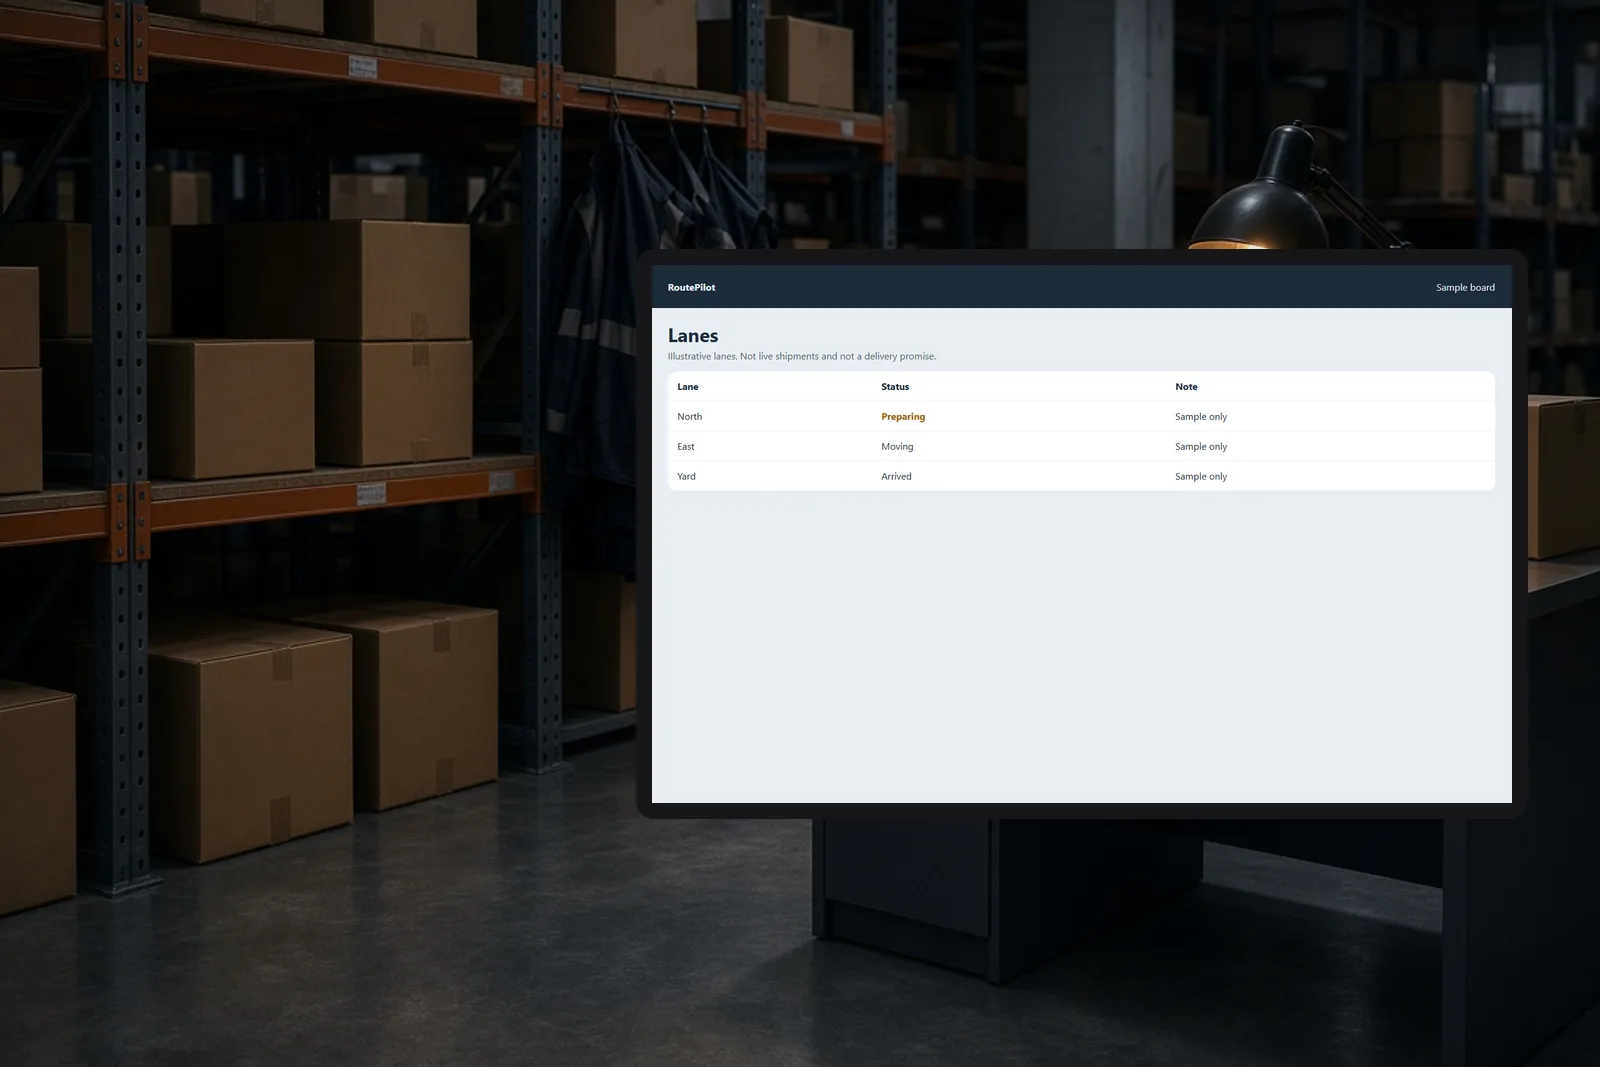 RoutePilot
Sample board
Lanes
Illustrative lanes. Not live shipments and not a delivery promise.
Lane Status Note
North Preparing Sample only
East Moving Sample only
Yard Arrived Sample only